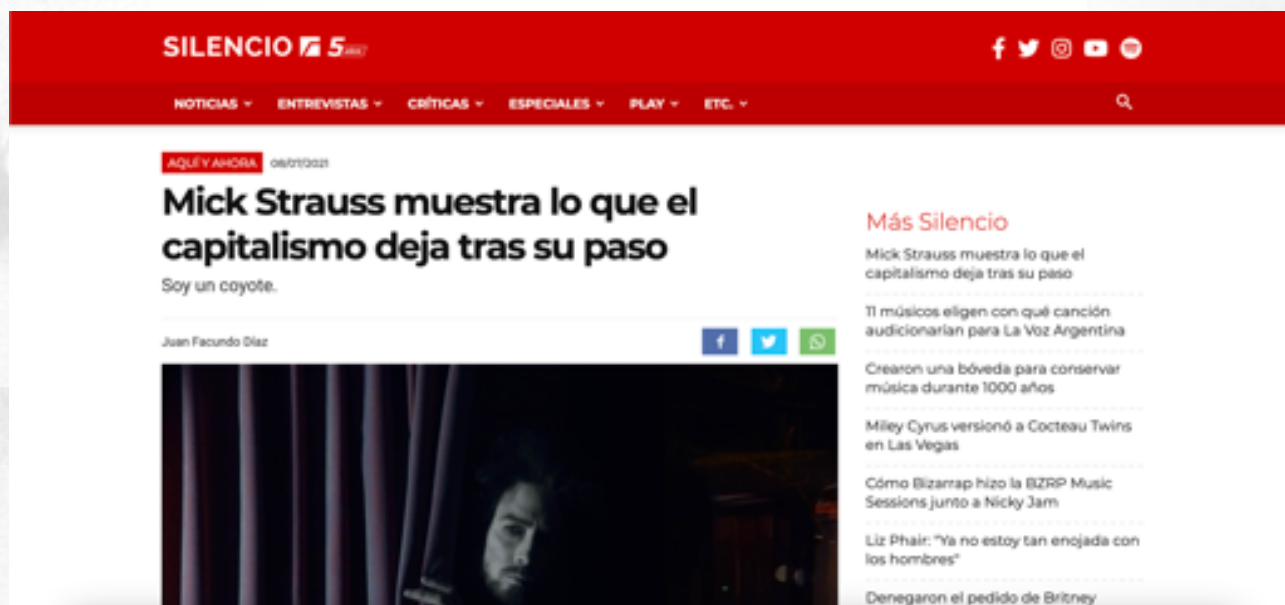 SILENCIO 5
NOTICIAS ENTREVISTAS CRÍTICAS ESPECIALES PLAY ETC.
AQUÍ Y AHORA 08/07/2021
Mick Strauss muestra lo que el
capitalismo deja tras su paso
Soy un coyote.
Juan Facundo Díaz
Más Silencio
Mick Strauss muestra lo que el
capitalismo deja tras su paso
11 músicos eligen con qué canción
audicionarían para La Voz Argentina
Crearon una bóveda para conservar
música durante 1000 años
Miley Cyrus versionó a Cocteau Twins
en Las Vegas
Cómo Bizarrap hizo la BZRP Music
Sessions junto a Nicky Jam
Liz Phair: "Ya no estoy tan enojada con
los hombres"
Denegaron el pedido de Britney